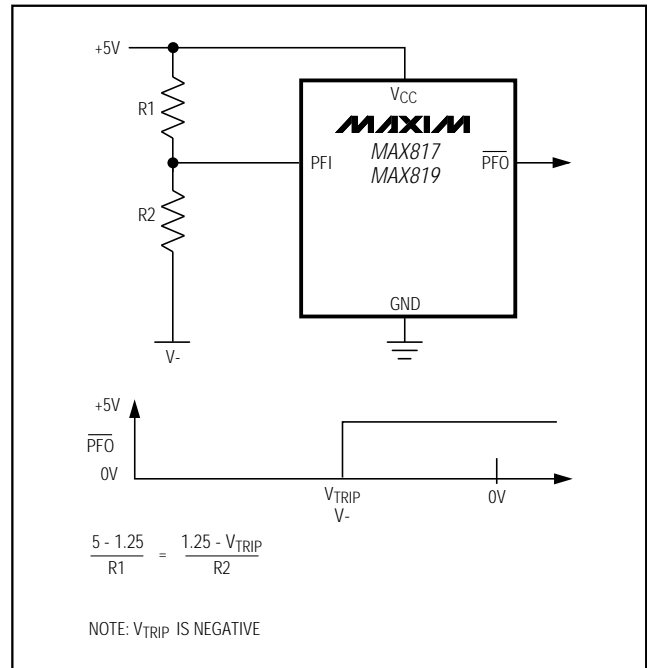 +5V
R1
VCC
MAXIM
MAX817
MAX819
PFI
PFO
R2
GND
V-
+5V
PFO
0V
VTRIP
V-
0V
5 - 1.25 / R1 = 1.25 - VTRIP / R2
NOTE: VTRIP IS NEGATIVE